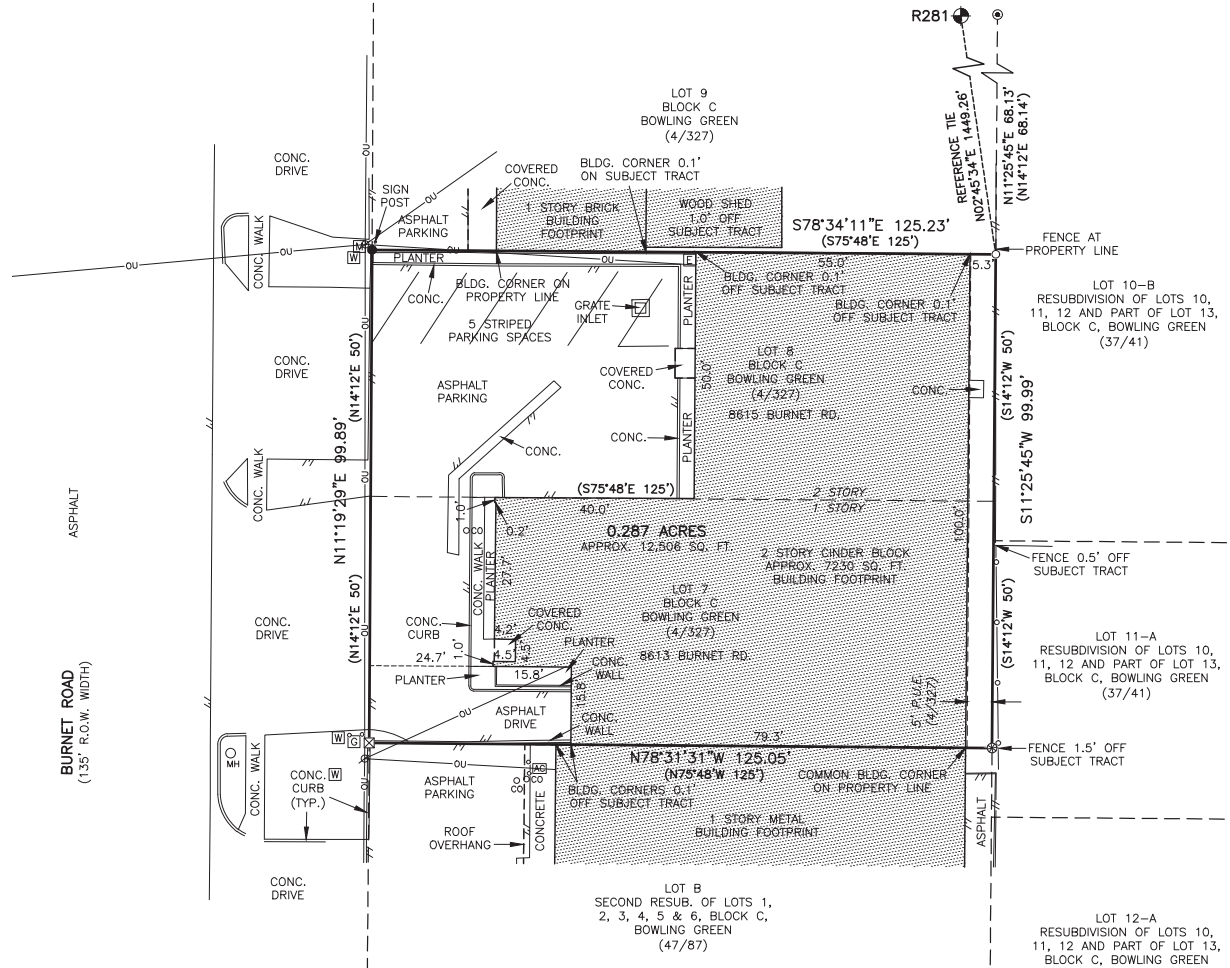 R281
REFERENCE TIE
N02°45'34"E 1449.26'
N11°25'45"E 68.13'
(N14°12'E 68.14')
LOT 9
BLOCK C
BOWLING GREEN
(4/327)
CONC.
DRIVE
CONC. WALK
OU
SIGN
POST
ASPHALT
PARKING
COVERED
CONC.
OU
BLDG. CORNER 0.1'
ON SUBJECT TRACT
1 STORY BRICK
BUILDING
FOOTPRINT
WOOD SHED
1.0' OFF
SUBJECT TRACT
S78°34'11"E 125.23'
(S75°48'E 125')
FENCE AT
PROPERTY LINE
M
W
OU
OU
OU
PLANTER
CONC.
BLDG. CORNER ON
PROPERTY LINE
E
BLDG. CORNER 0.1'
OFF SUBJECT TRACT
55.0'
5.3'
BLDG. CORNER 0.1'
OFF SUBJECT TRACT
GRATE
INLET
PLANTER
5 STRIPED
PARKING SPACES
LOT 10-B
RESUBDIVISION OF LOTS 10,
11, 12 AND PART OF LOT 13,
BLOCK C, BOWLING GREEN
(37/41)
CONC.
DRIVE
OU
(N14°12'E 50')
ASPHALT
PARKING
COVERED
CONC.
50.0'
LOT 8
BLOCK C
BOWLING GREEN
(4/327)
8615 BURNET RD.
CONC.
(S14°12'W 50')
S11°25'45"W 99.99'
CONC.
CONC.
PLANTER
CONC. WALK
ASPHALT
N11°19'29"E 99.89'
OU
(S75°48'E 125')
40.0'
2 STORY
1 STORY
100.0'
1.0'
CO
0.2'
0.287 ACRES
APPROX. 12,506 SQ. FT.
2 STORY CINDER BLOCK
APPROX. 7230 SQ. FT.
BUILDING FOOTPRINT
FENCE 0.5' OFF
SUBJECT TRACT
CONC. WALK
PLANTER
27.7'
LOT 7
BLOCK C
BOWLING GREEN
(4/327)
8613 BURNET RD.
CONC.
DRIVE
(N14°12'E 50')
OU
CONC.
CURB
1.0'
4.2'
COVERED
CONC.
4.5'
4.5'
PLANTER
CONC.
WALL
24.7'
15.8'
15.8'
PLANTER
(S14°12'W 50')
LOT 11-A
RESUBDIVISION OF LOTS 10,
11, 12 AND PART OF LOT 13,
BLOCK C, BOWLING GREEN
(37/41)
5' P.U.E.
(4/327)
BURNET ROAD
(135' R.O.W. WIDTH)
OU
ASPHALT
DRIVE
CONC.
WALL
79.3'
W
G
N78°31'31"W 125.05'
(N75°48'W 125')
FENCE 1.5' OFF
SUBJECT TRACT
MH
CONC. WALK
CONC.
CURB
(TYP.)
W
OU
OU
ASPHALT
PARKING
AC
CO
CO
BLDG. CORNERS 0.1'
OFF SUBJECT TRACT
COMMON BLDG. CORNER
ON PROPERTY LINE
ROOF
OVERHANG
CONCRETE
1 STORY METAL
BUILDING FOOTPRINT
ASPHALT
CONC.
DRIVE
LOT B
SECOND RESUB. OF LOTS 1,
2, 3, 4, 5 & 6, BLOCK C,
BOWLING GREEN
(47/87)
LOT 12-A
RESUBDIVISION OF LOTS 10,
11, 12 AND PART OF LOT 13,
BLOCK C, BOWLING GREEN